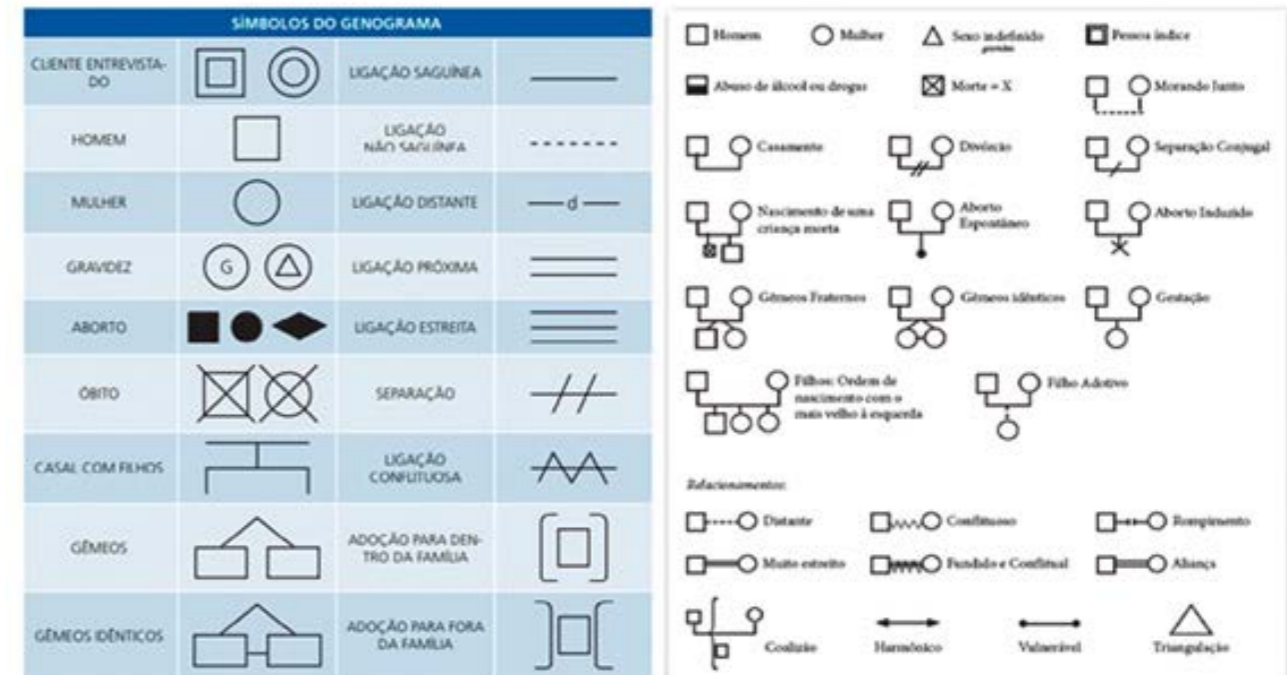 SÍMBOLOS DO GENOGRAMA
CLIENTE ENTREVISTA-
DO
LIGAÇÃO SAGUÍNEA
HOMEM
LIGAÇÃO
NÃO SAGUÍNEA
MULHER
LIGAÇÃO DISTANTE
d
GRAVIDEZ
G
LIGAÇÃO PRÓXIMA
ABORTO
LIGAÇÃO ESTREITA
ÓBITO
SEPARAÇÃO
CASAL COM FILHOS
LIGAÇÃO
CONFLITUOSA
GÊMEOS
ADOÇÃO PARA DEN-
TRO DA FAMÍLIA
GÊMEOS IDÊNTICOS
ADOÇÃO PARA FORA
DA FAMÍLIA
Homem
Mulher
Sexo indefinido
Pessoa índice
Abuso de álcool ou drogas
Morte = X
Morando Junto
Casamento
Divórcio
Separação Conjugal
Nascimento de uma
criança morta
Aborto
Espontâneo
Aborto Induzido
Gêmeos Fraternos
Gêmeos idênticos
Gestação
Filhos: Ordem de
nascimento com o
mais velho à esquerda
Filho Adotivo
Relacionamentos:
Distante
Conflituoso
Rompimento
Muito estreito
Fundido e Conflitual
Aliança
Coalizão
Harmônico
Vulnerável
Triangulação